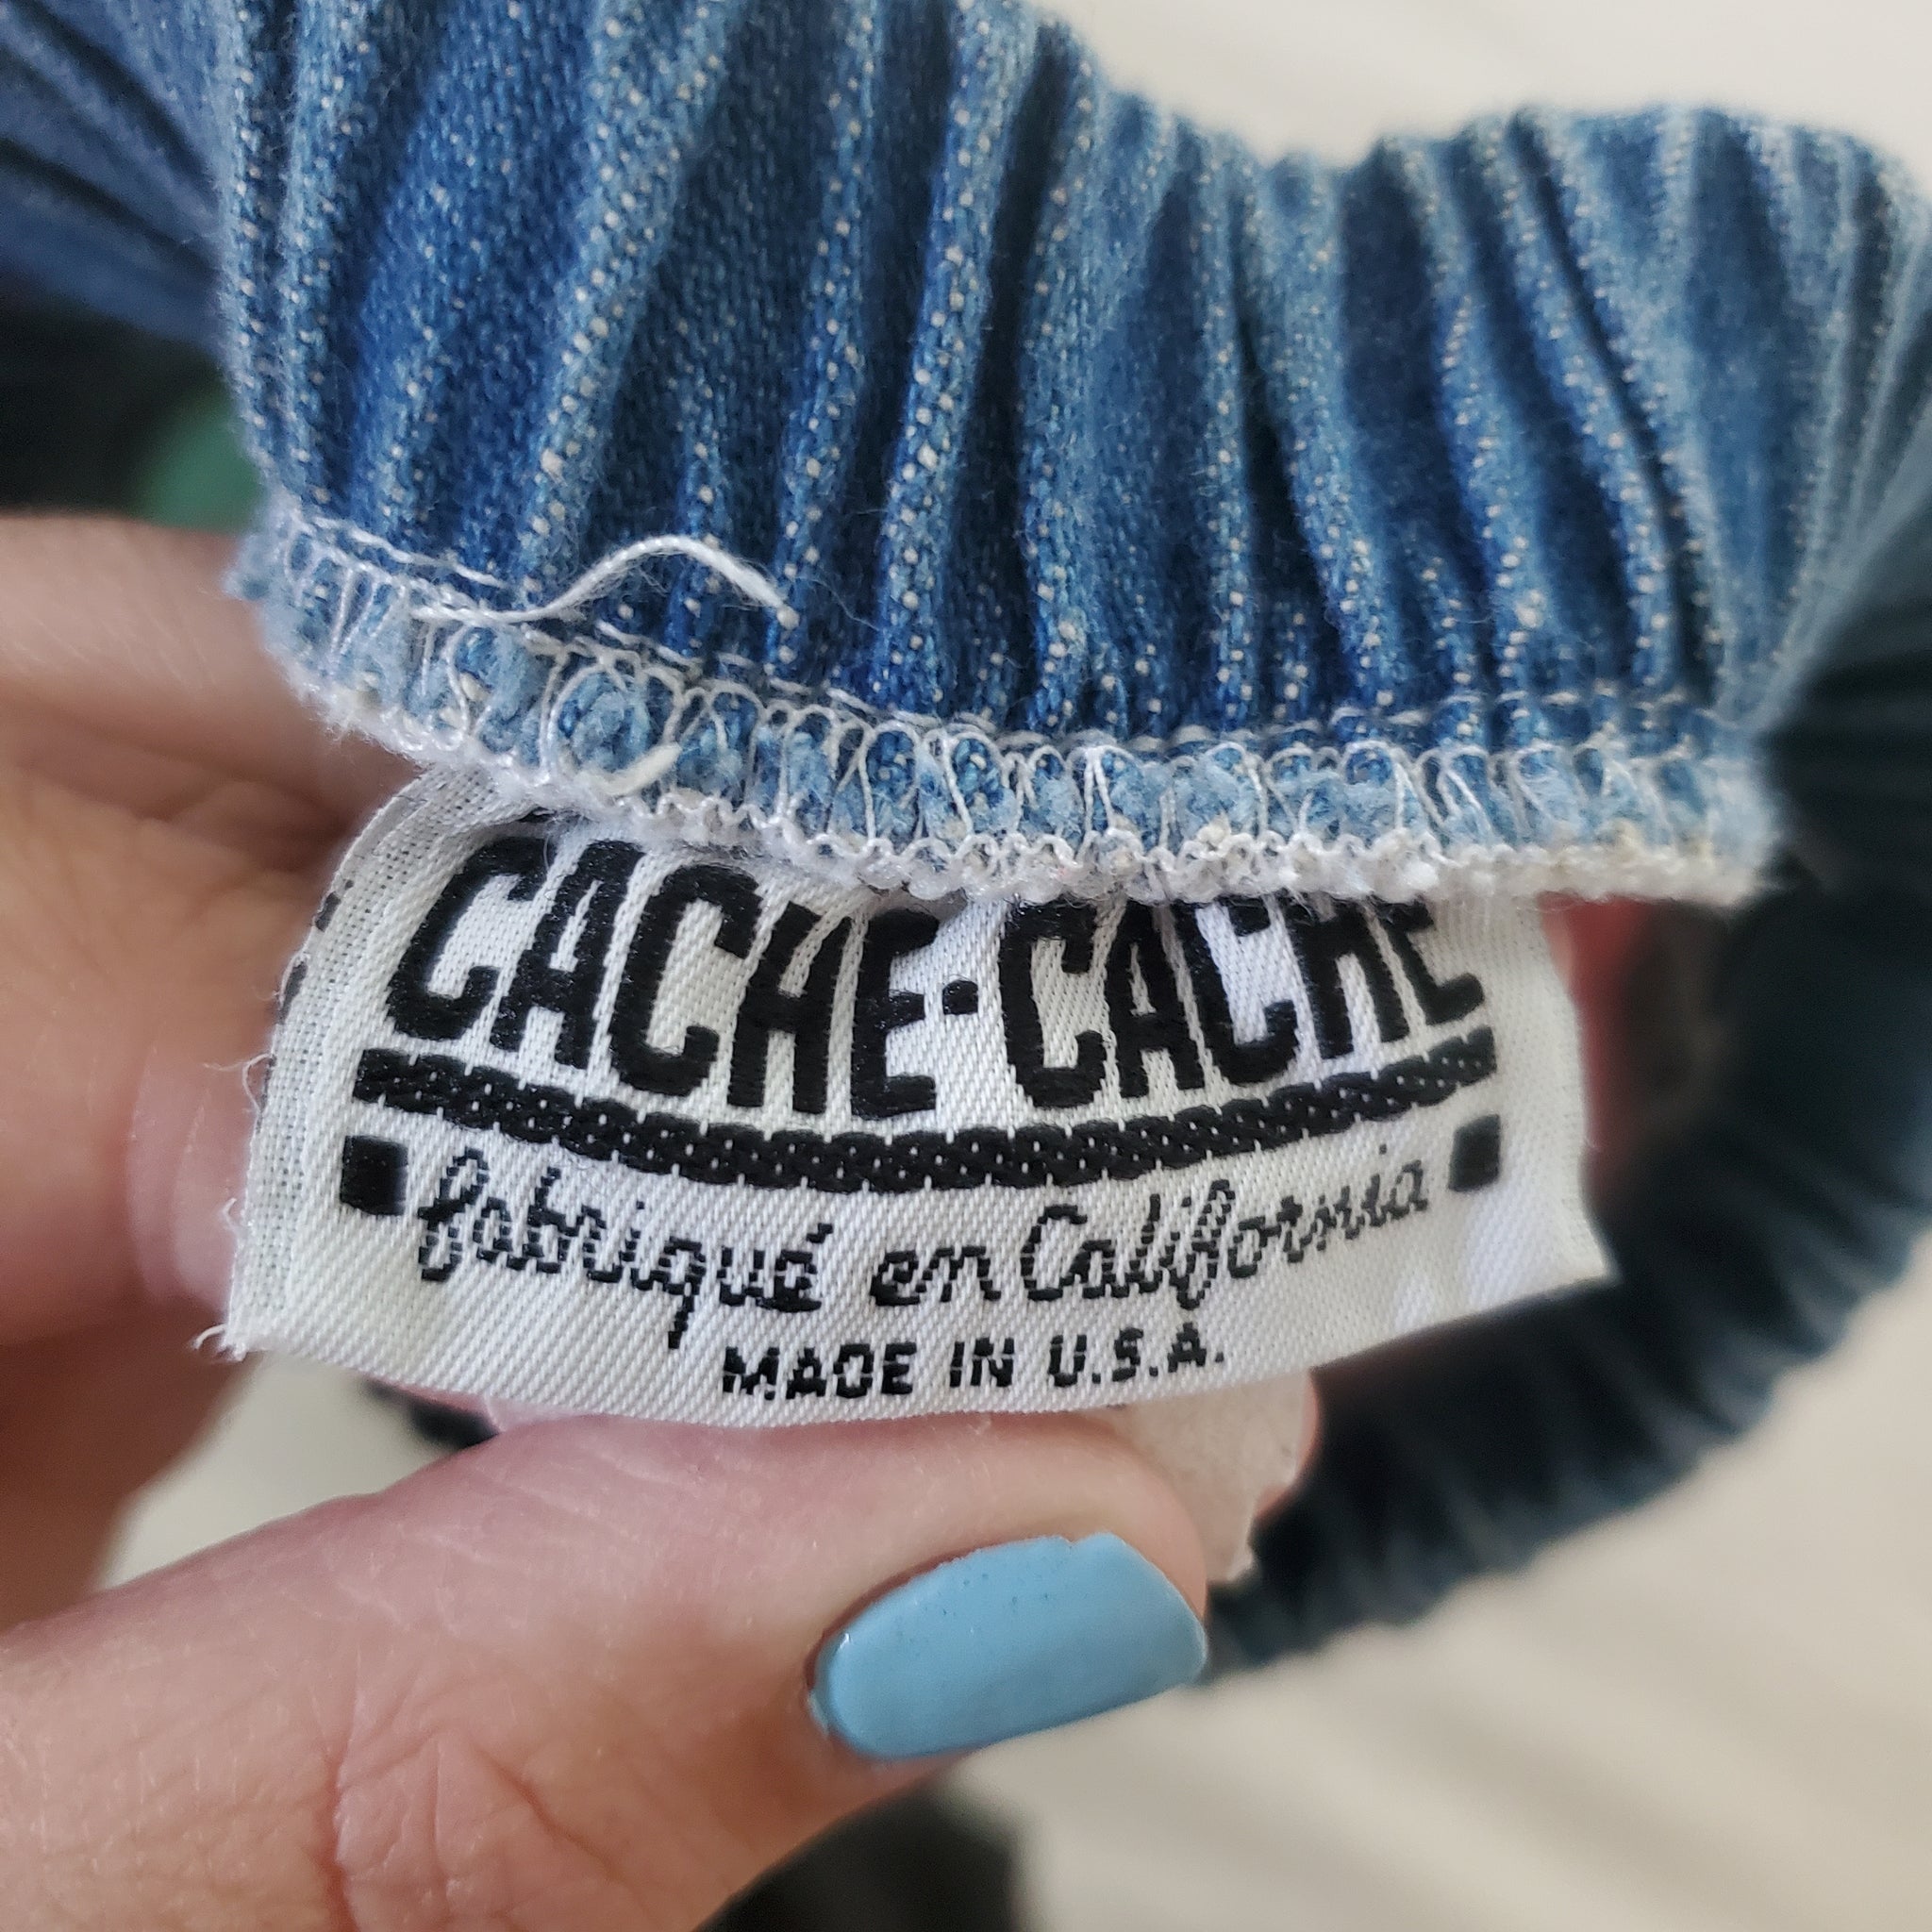 CACHE·CACHE
fabriqué en California
MADE IN U.S.A.